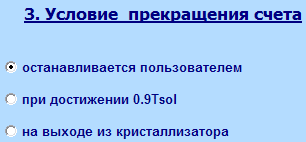 3. Условие прекращения счета
останавливается пользователем
при достижении 0.9Tsol
на выходе из кристаллизатора